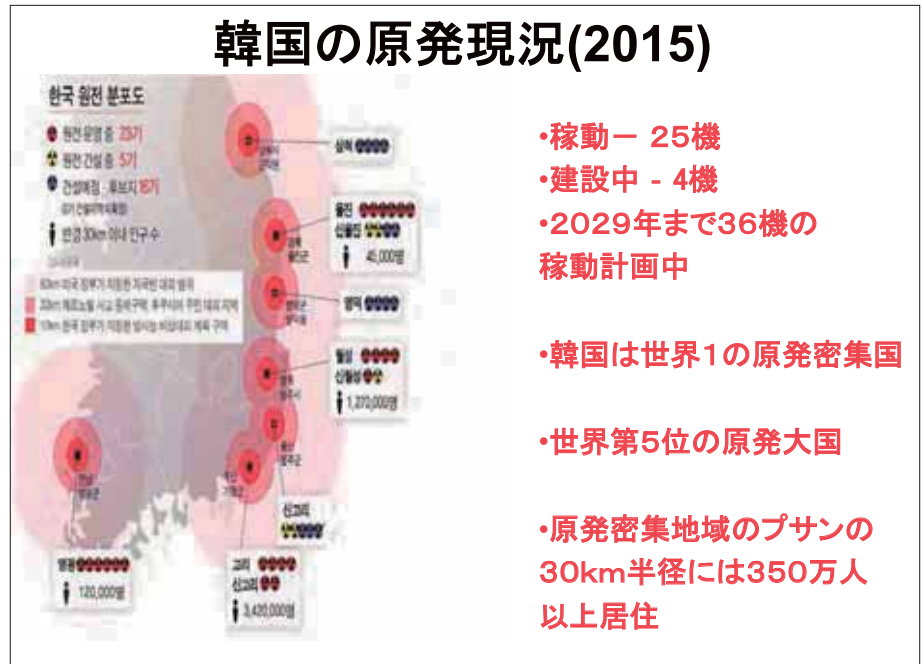 韓国の原発現況(2015)
한국 원전 분포도
원전 운영 중 23기
원전 건설 중 5기
건설예정·후보지 16기
반경 30km 이내 인구 수
삼척
울진
신울진
40,000명
영덕
월성
신월성
1,270,000명
신고리
고리
신고리
3,420,000명
영광
120,000명
•稼動ー 25機
•建設中 - 4機
•2029年まで36機の
稼動計画中
•韓国は世界1の原発密集国
•世界第5位の原発大国
•原発密集地域のプサンの
30km半径には350万人
以上居住